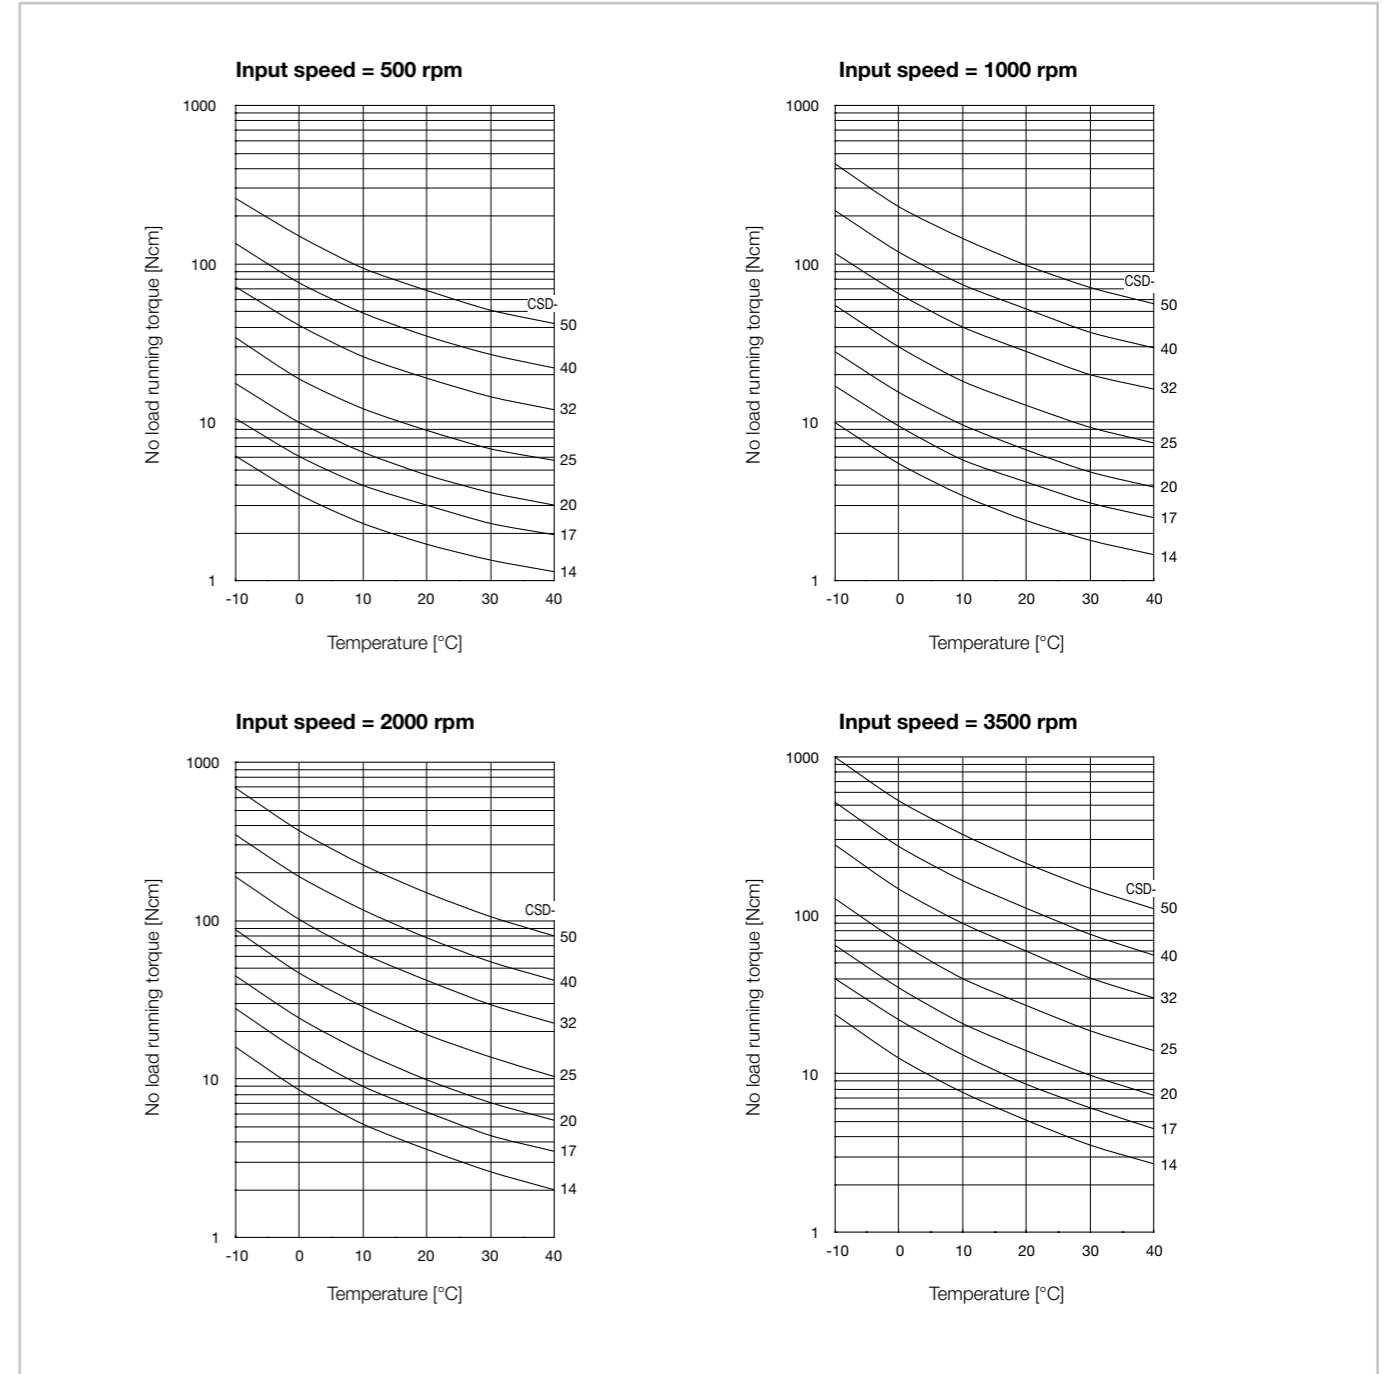 Input speed = 500 rpm
1000
100
10
1
No load running torque [Ncm]
CSD-
50
40
32
25
20
17
14
-10 0 10 20 30 40
Temperature [°C]
Input speed = 1000 rpm
1000
100
10
1
No load running torque [Ncm]
CSD-
50
40
32
25
20
17
14
-10 0 10 20 30 40
Temperature [°C]
Input speed = 2000 rpm
1000
100
10
1
No load running torque [Ncm]
CSD-
50
40
32
25
20
17
14
-10 0 10 20 30 40
Temperature [°C]
Input speed = 3500 rpm
1000
100
10
1
No load running torque [Ncm]
CSD-
50
40
32
25
20
17
14
-10 0 10 20 30 40
Temperature [°C]